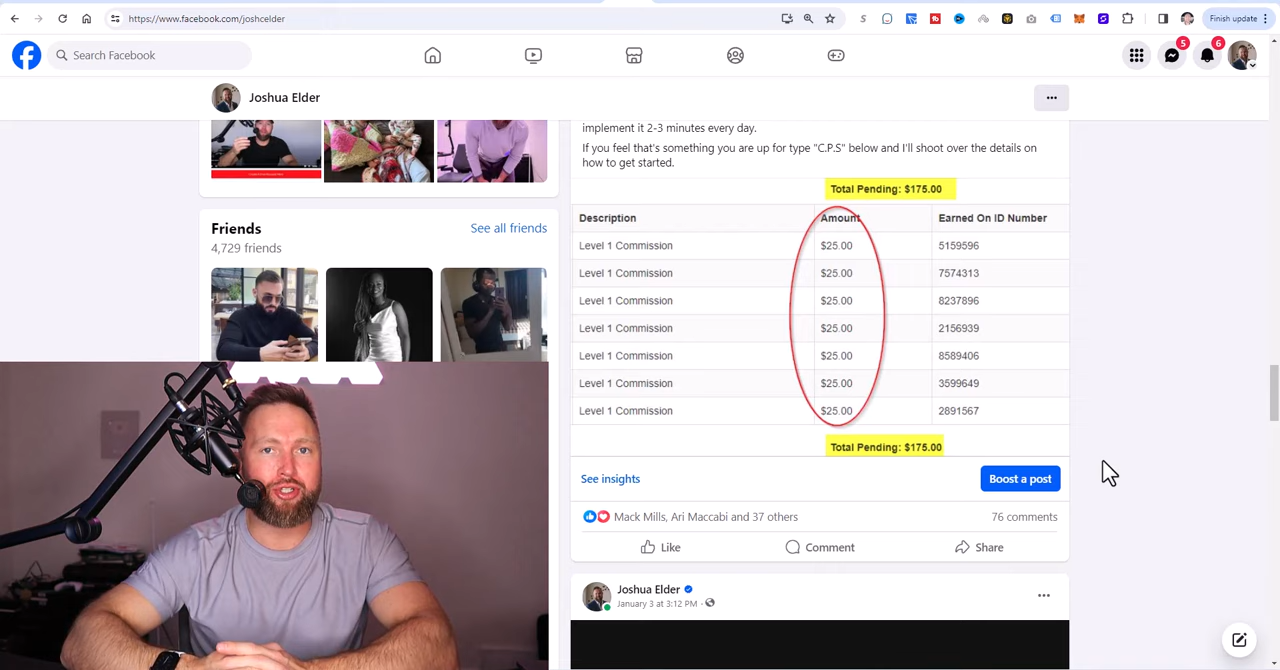 https://www.facebook.com/joshcelder
Finish update
Search Facebook
5
6
Joshua Elder
implement it 2-3 minutes every day.
If you feel that's something you are up for type "C.P.S" below and I'll shoot over the details on
how to get started.
Friends
See all friends
4,729 friends
Total Pending: $175.00
Description Amount Earned On ID Number
Level 1 Commission $25.00 5159596
Level 1 Commission $25.00 7574313
Level 1 Commission $25.00 8237896
Level 1 Commission $25.00 2156939
Level 1 Commission $25.00 8589406
Level 1 Commission $25.00 3599649
Level 1 Commission $25.00 2891567
Total Pending: $175.00
See insights
Boost a post
Mack Mills, Ari Maccabi and 37 others
76 comments
Like
Comment
Share
Joshua Elder
January 3 at 3:12 PM ·